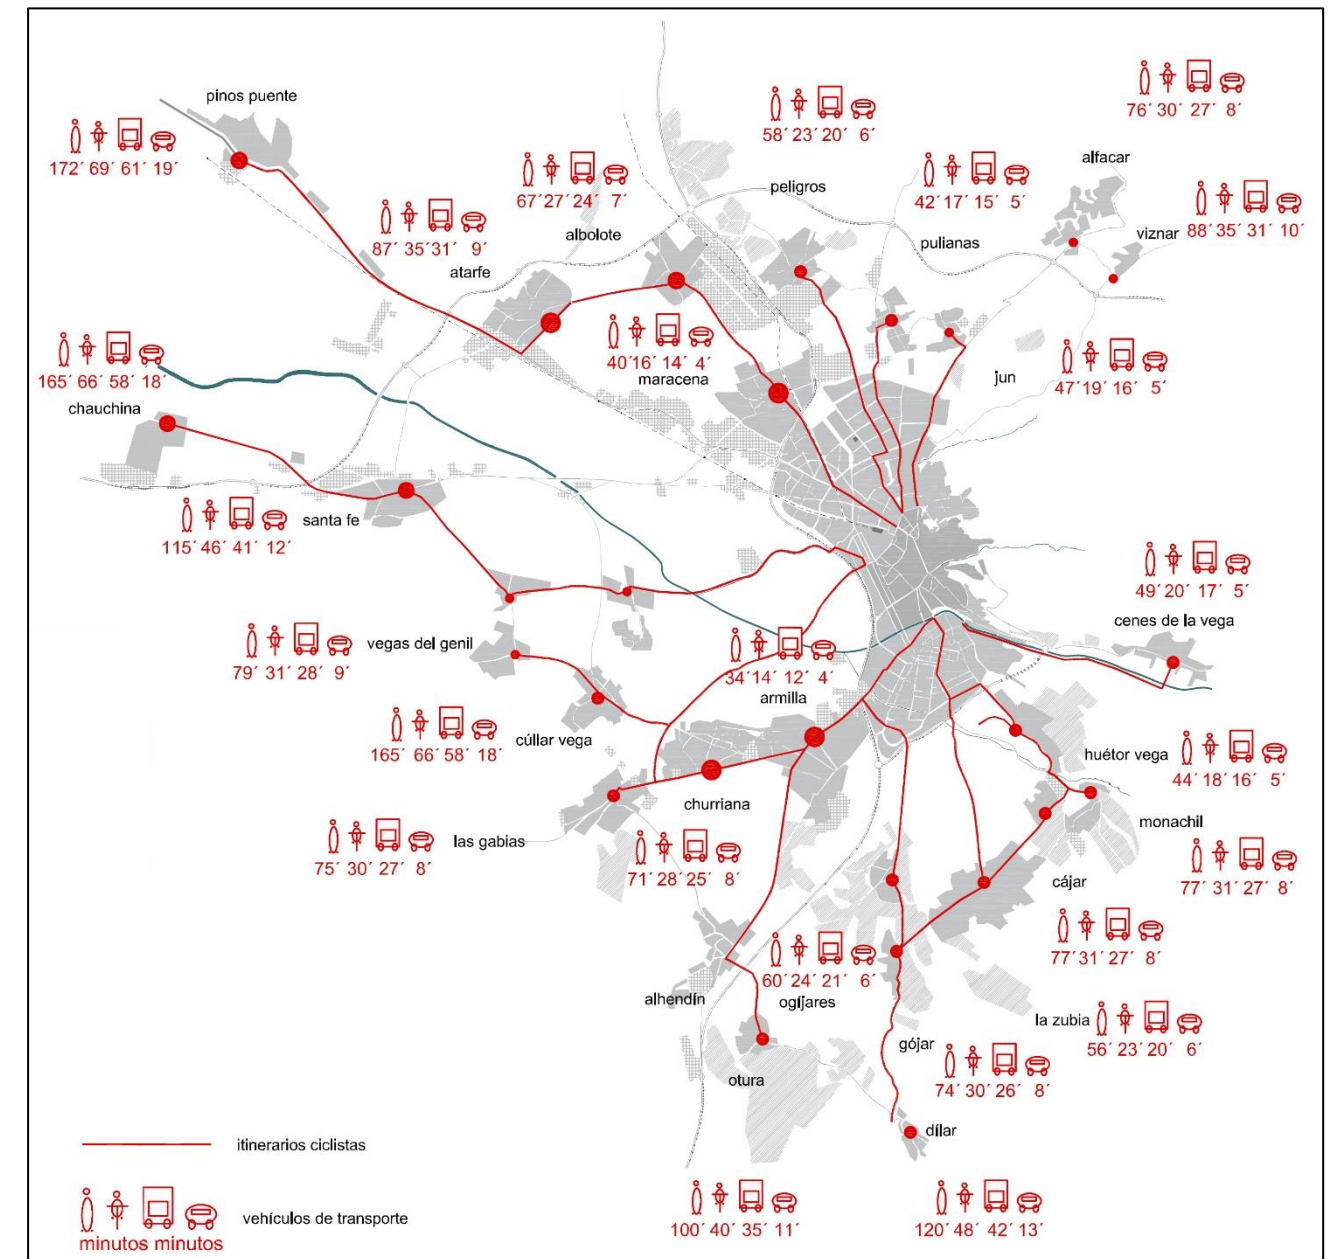 pinos puente
172´ 69´ 61´ 19´
58´ 23´ 20´ 6´
76´ 30´ 27´ 8´
alfacar
67´ 27´ 24´ 7´
albolote
peligros
42´ 17´ 15´ 5´
pulianas
88´ 35´ 31´ 10´
viznar
87´ 35´ 31´ 9´
atarfe
165´ 66´ 58´ 18´
chauchina
40´ 16´ 14´ 4´
maracena
jun
47´ 19´ 16´ 5´
115´ 46´ 41´ 12´
santa fe
49´ 20´ 17´ 5´
cenes de la vega
79´ 31´ 28´ 9´
vegas del genil
34´ 14´ 12´ 4´
armilla
165´ 66´ 58´ 18´
cúllar vega
huétor vega
44´ 18´ 16´ 5´
churriana
monachil
75´ 30´ 27´ 8´
las gabias
71´ 28´ 25´ 8´
77´ 31´ 27´ 8´
cájar
77´ 31´ 27´ 8´
60´ 24´ 21´ 6´
alhendín
ogíjares
la zubia
56´ 23´ 20´ 6´
gójar
74´ 30´ 26´ 8´
otura
dílar
itinerarios ciclistas
100´ 40´ 35´ 11´
120´ 48´ 42´ 13´
vehículos de transporte
minutos minutos